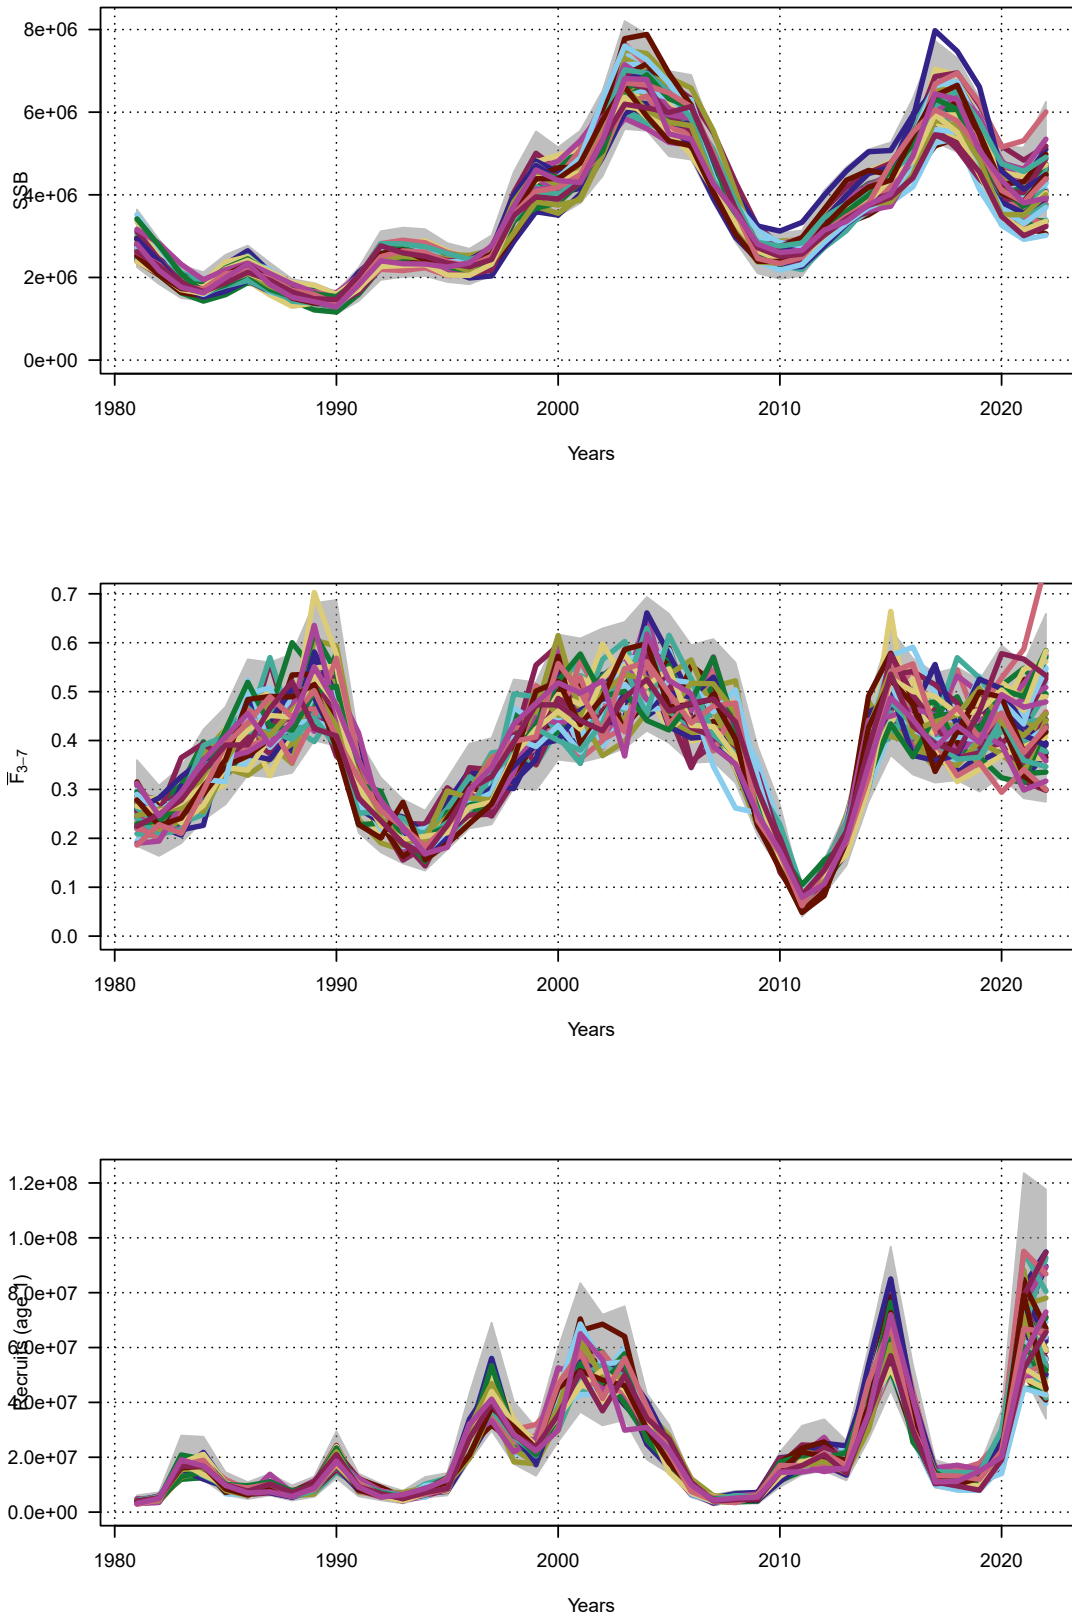 SSB
8e+06
6e+06
4e+06
2e+06
0e+00
1980 1990 2000 2010 2020
Years
F̅3–7
0.7
0.6
0.5
0.4
0.3
0.2
0.1
0.0
1980 1990 2000 2010 2020
Years
Recruits (age 1)
1.2e+08
1.0e+08
8.0e+07
6.0e+07
4.0e+07
2.0e+07
0.0e+00
1980 1990 2000 2010 2020
Years